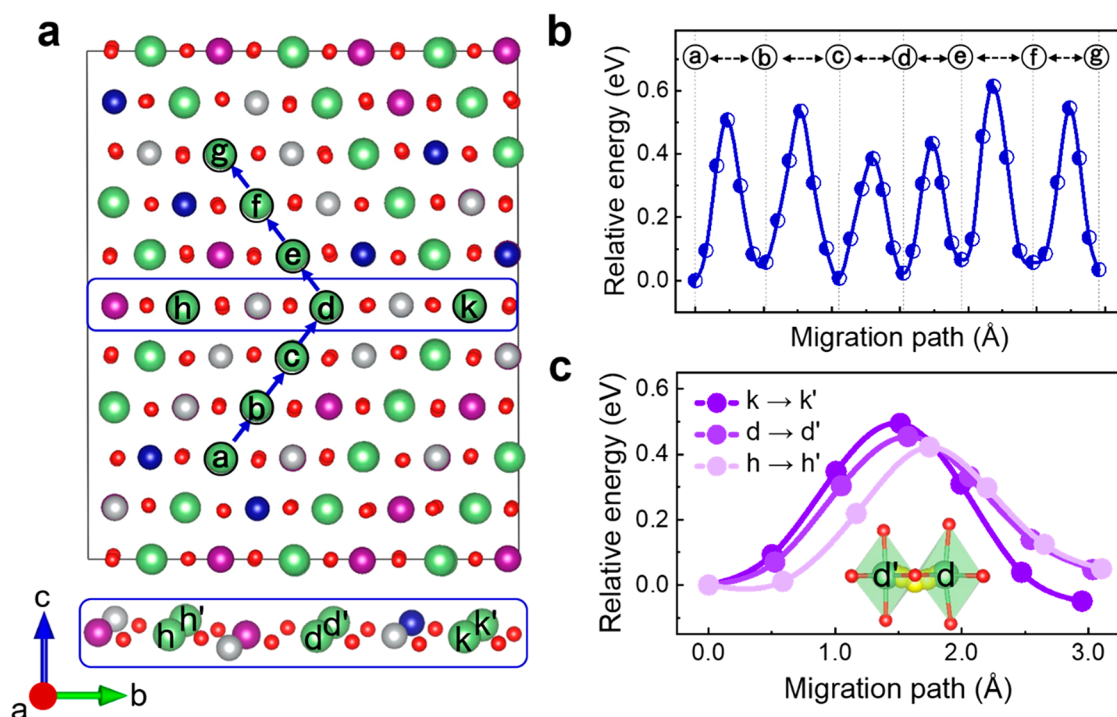 a
g
f
e
h d k
c
b
a
h' d' k'
h d k
c
b
a
b
a b c d e f g
0.6
0.4
0.2
0.0
Relative energy (eV)
Migration path (Å)
c
0.6
0.4
0.2
0.0
Relative energy (eV)
k → k'
d → d'
h → h'
d' d
0.0 1.0 2.0 3.0
Migration path (Å)